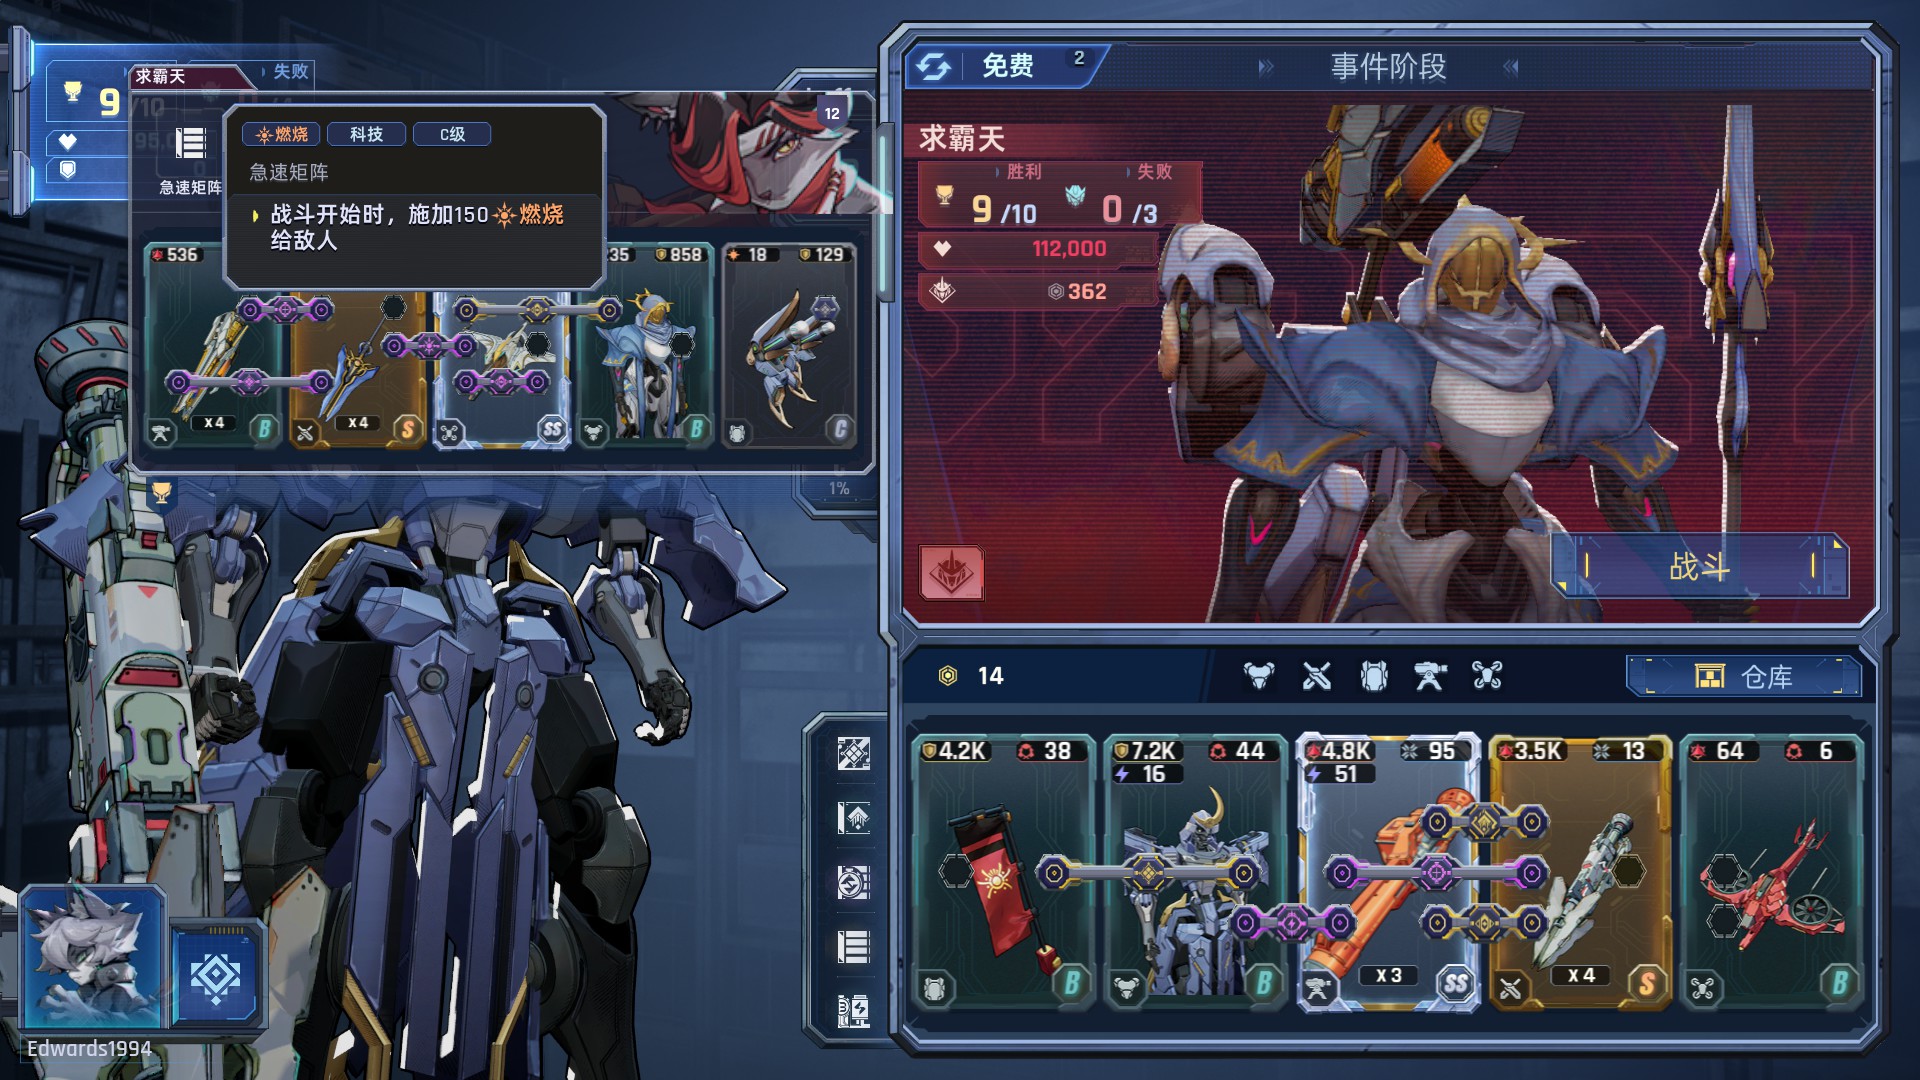 求霸天
失败
9
/10
12
燃烧
科技
C级
急速矩阵
战斗开始时，施加150燃烧
给敌人
急速矩阵
536
35
858
18
129
x4
B
x4
S
SS
B
C
1%
免费
2
事件阶段
求霸天
胜利
失败
9 /10
0 /3
112,000
362
战斗
14
仓库
4.2K
38
7.2K
44
16
4.8K
95
51
3.5K
13
64
6
B
B
x3
SS
x4
S
B
Edwards1994